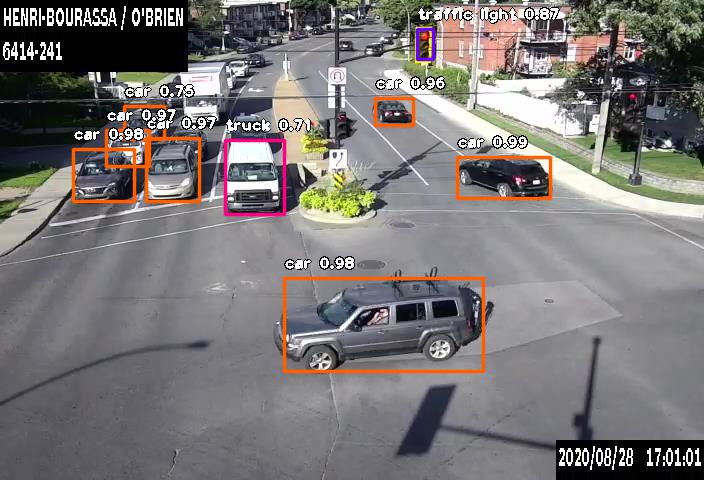 HENRI-BOURASSA / O'BRIEN
6414-241
traffic light 0.87
car 0.96
car 0.75
car 0.97
car 0.97
car 0.98
truck 0.71
car 0.99
car 0.98
2020/08/28 17:01:01